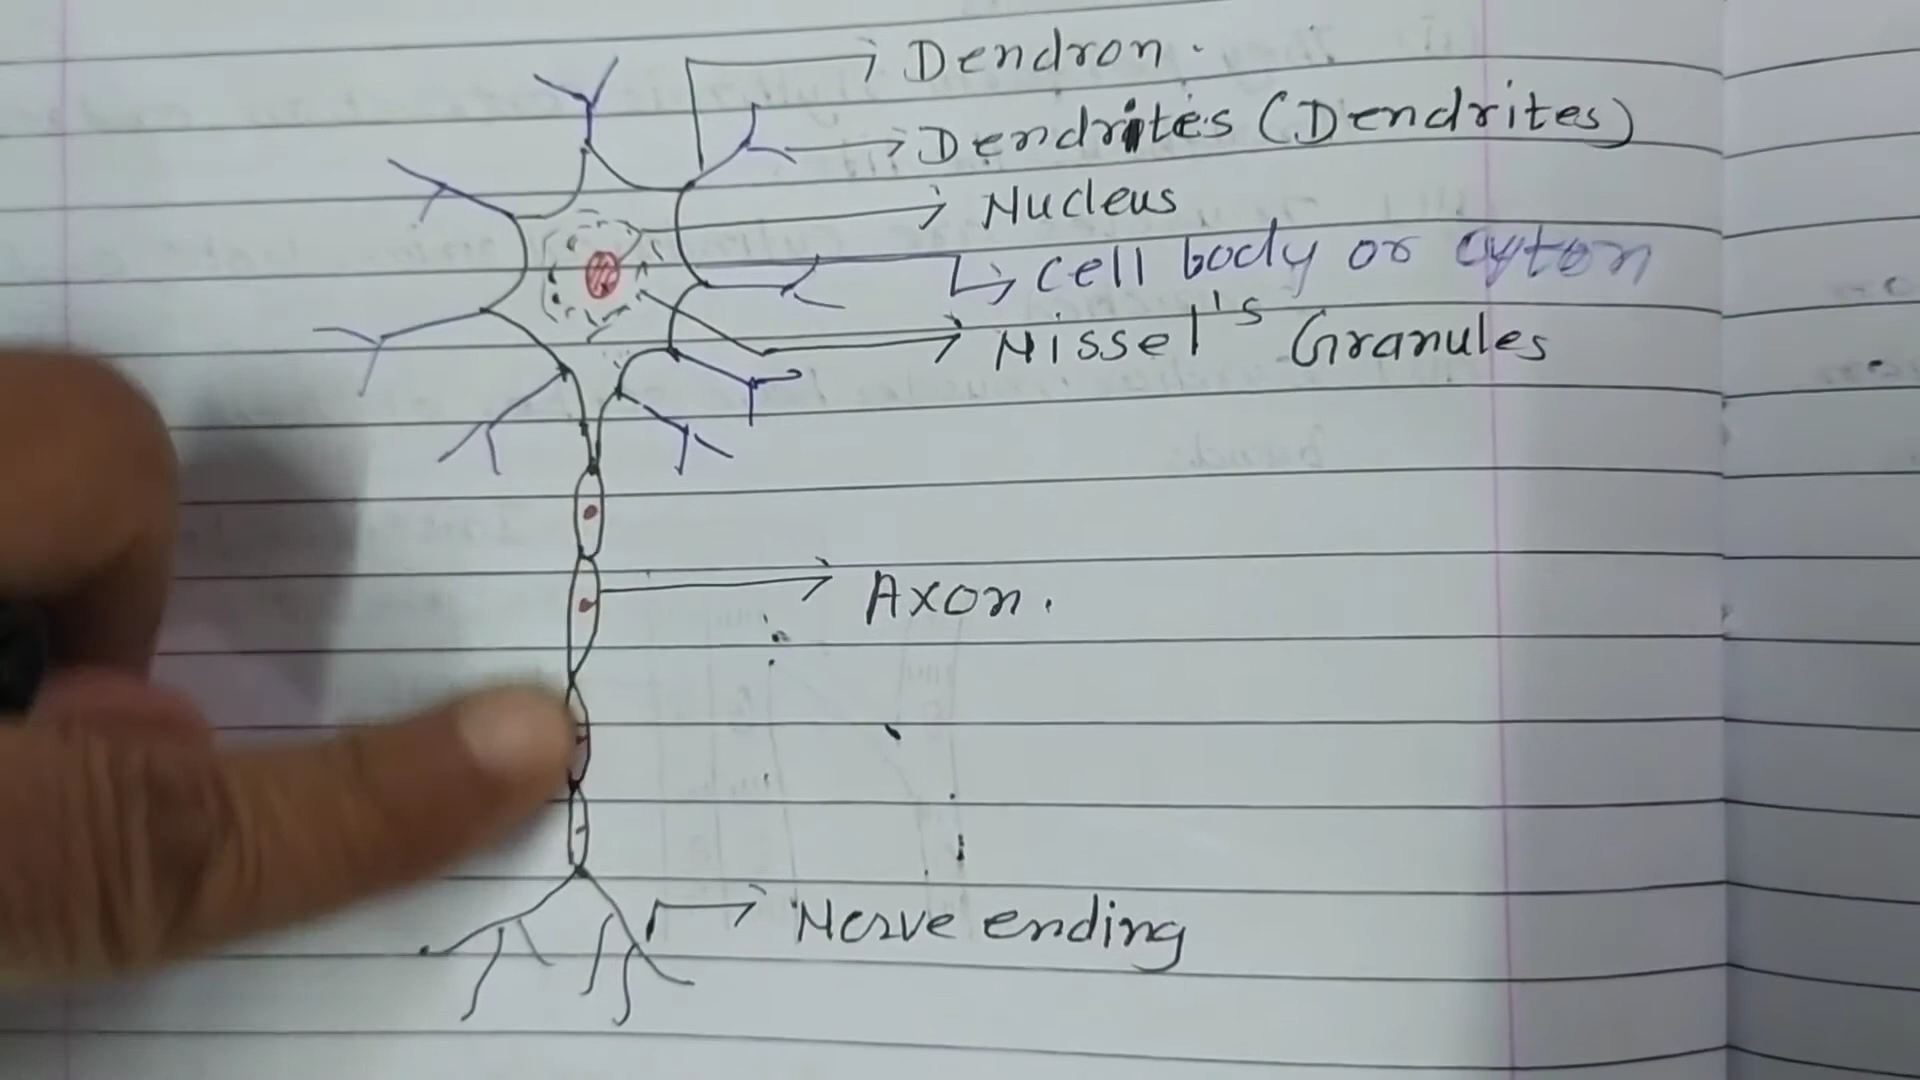 Dendron.
Dendrites (Dendrites)
Nucleus
Cell body or cyton
Nissel's Granules
Axon.
Nerve ending